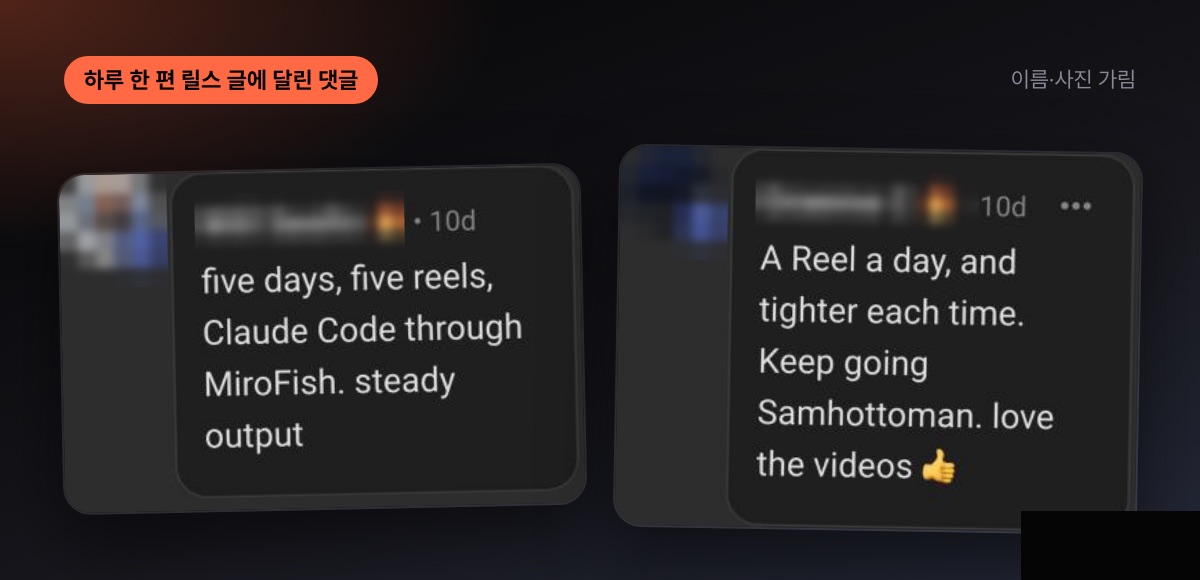 하루 한 편 릴스 글에 달린 댓글
이름·사진 가림
• 10d
five days, five reels,
Claude Code through
MiroFish. steady
output
10d •••
A Reel a day, and
tighter each time.
Keep going
Samhottoman. love
the videos 👍